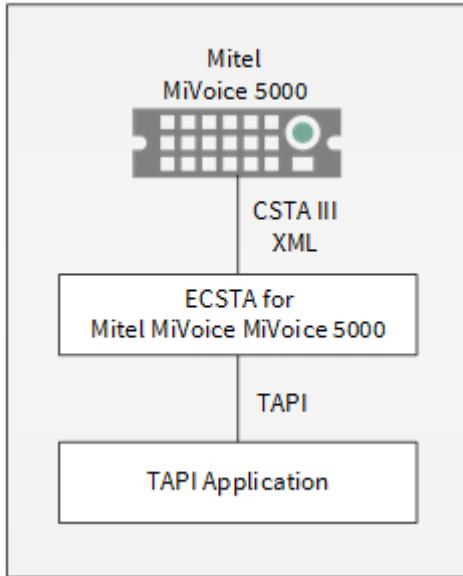 Mitel
MiVoice 5000
CSTA III
XML
ECSTA for
Mitel MiVoice MiVoice 5000
TAPI
TAPI Application